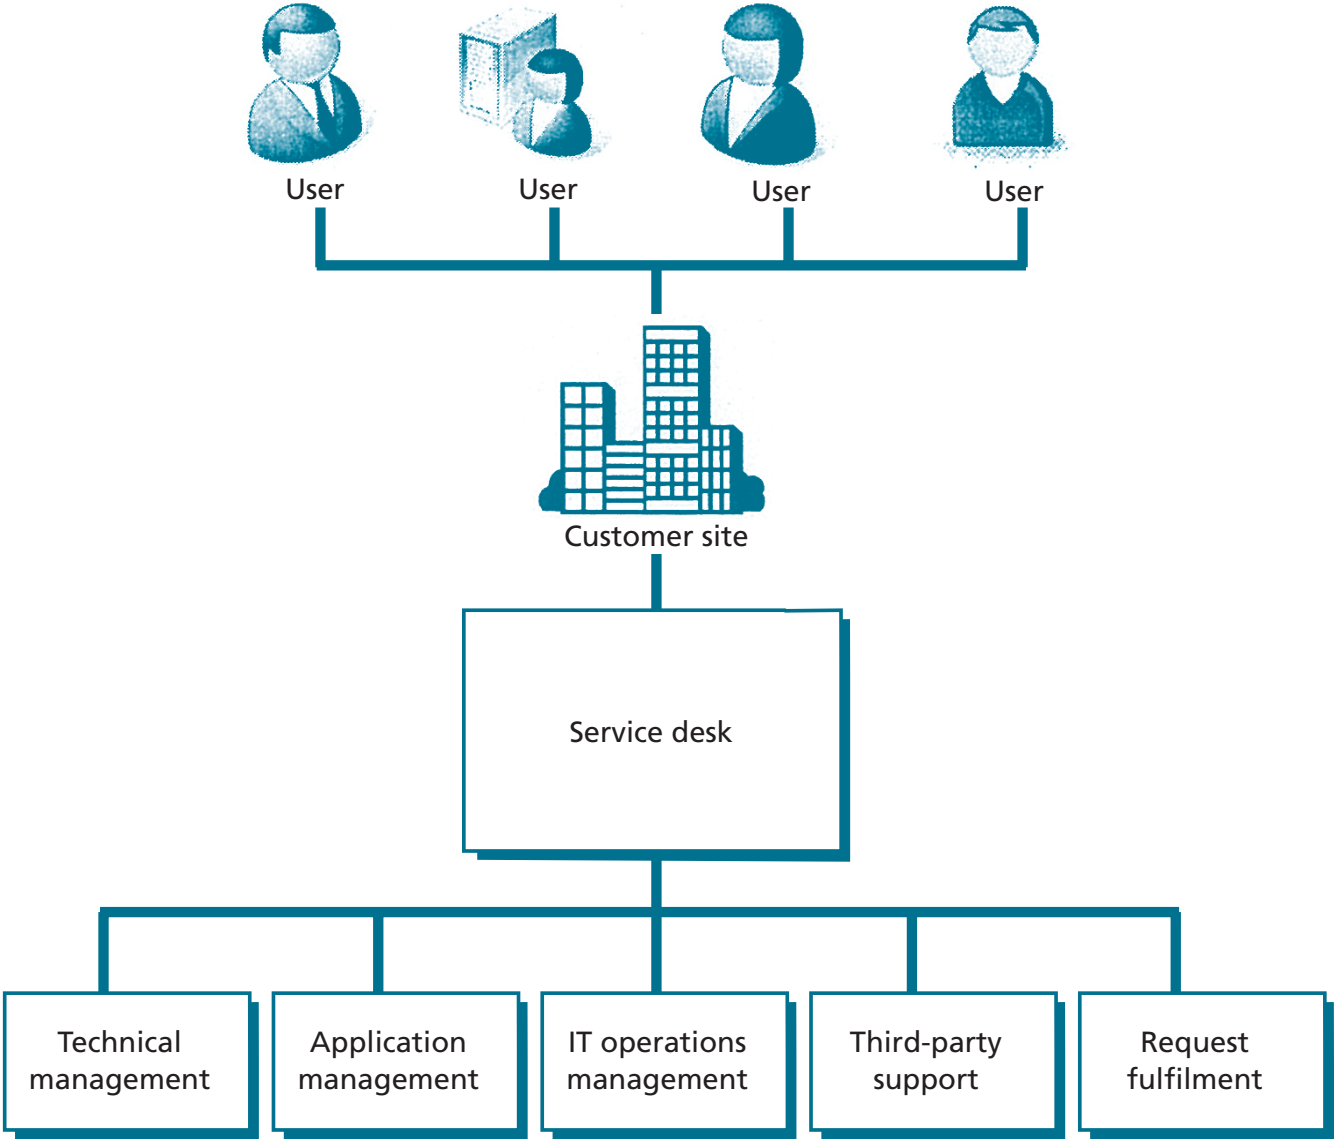 User
User
User
User
Customer site
Service desk
Technical
management
Application
management
IT operations
management
Third-party
support
Request
fulfilment